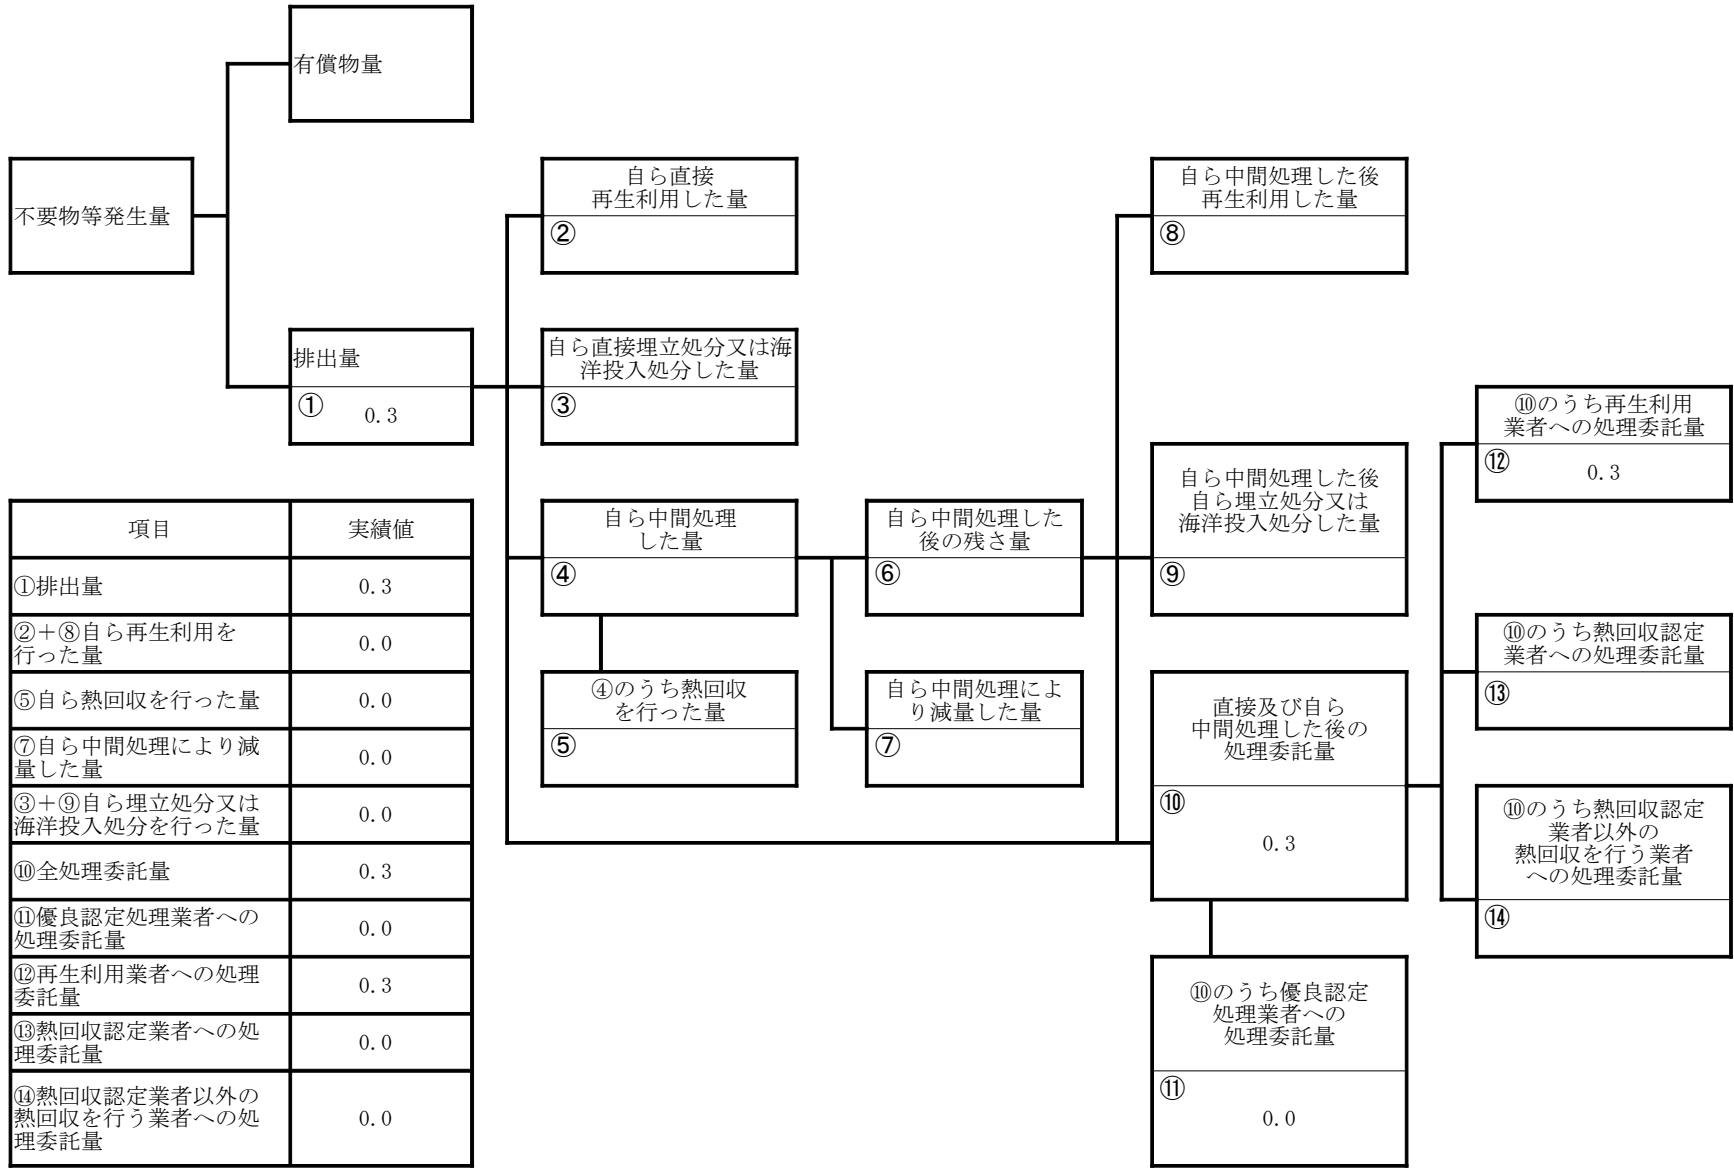 有償物量
不要物等発生量
自ら直接
再生利用した量
②
自ら中間処理した後
再生利用した量
⑧
排出量
① 0.3
自ら直接埋立処分又は海
洋投入処分した量
③
⑩のうち再生利用
業者への処理委託量
⑫ 0.3
自ら中間処理
した量
④
自ら中間処理した
後の残さ量
⑥
自ら中間処理した後
自ら埋立処分又は
海洋投入処分した量
⑨
⑩のうち熱回収認定
業者への処理委託量
⑬
④のうち熱回収
を行った量
⑤
自ら中間処理によ
り減量した量
⑦
直接及び自ら
中間処理した後の
処理委託量
⑩
0.3
⑩のうち熱回収認定
業者以外の
熱回収を行う業者
への処理委託量
⑭
⑩のうち優良認定
処理業者への
処理委託量
⑪
0.0
項目 実績値
①排出量 0.3
②＋⑧自ら再生利用を
行った量 0.0
⑤自ら熱回収を行った量 0.0
⑦自ら中間処理により減
量した量 0.0
③＋⑨自ら埋立処分又は
海洋投入処分を行った量 0.0
⑩全処理委託量 0.3
⑪優良認定処理業者への
処理委託量 0.0
⑫再生利用業者への処理
委託量 0.3
⑬熱回収認定業者への処
理委託量 0.0
⑭熱回収認定業者以外の
熱回収を行う業者への処
理委託量 0.0